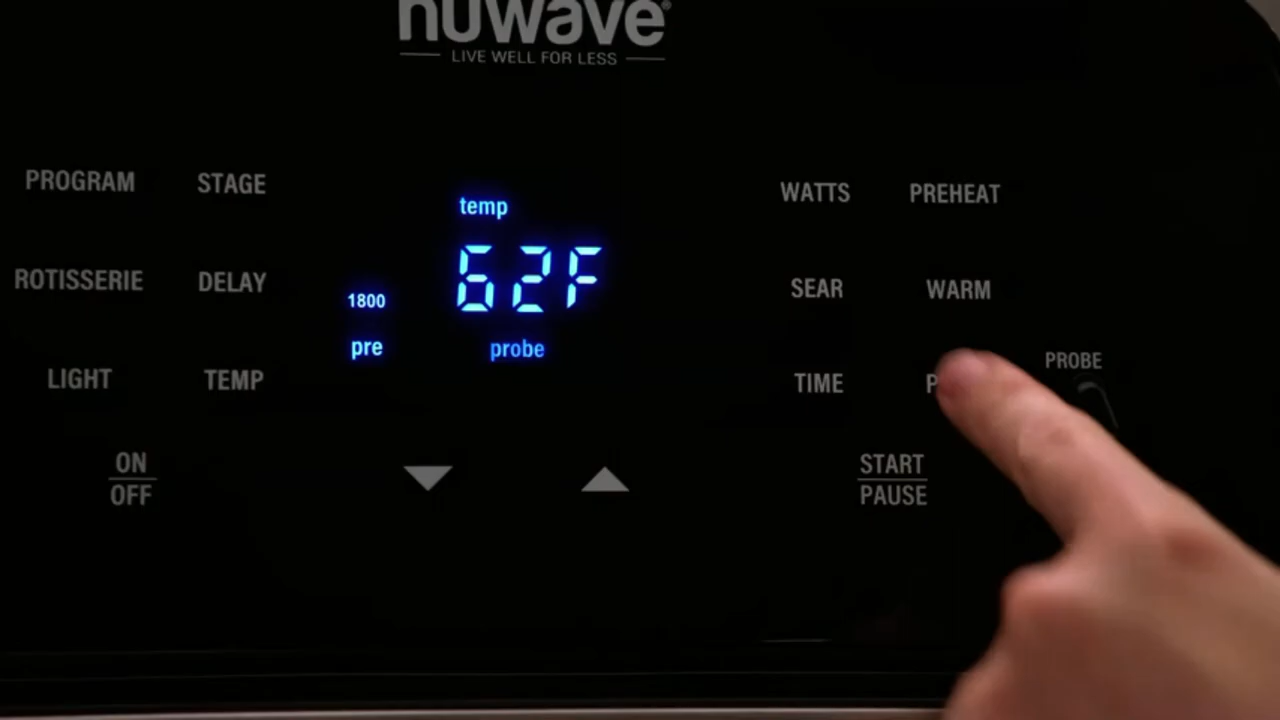 nuwave®
LIVE WELL FOR LESS
PROGRAM STAGE
WATTS PREHEAT
temp
62F
ROTISSERIE DELAY
SEAR WARM
1800
pre
probe
PROBE
LIGHT TEMP
TIME
ON
OFF
START
PAUSE